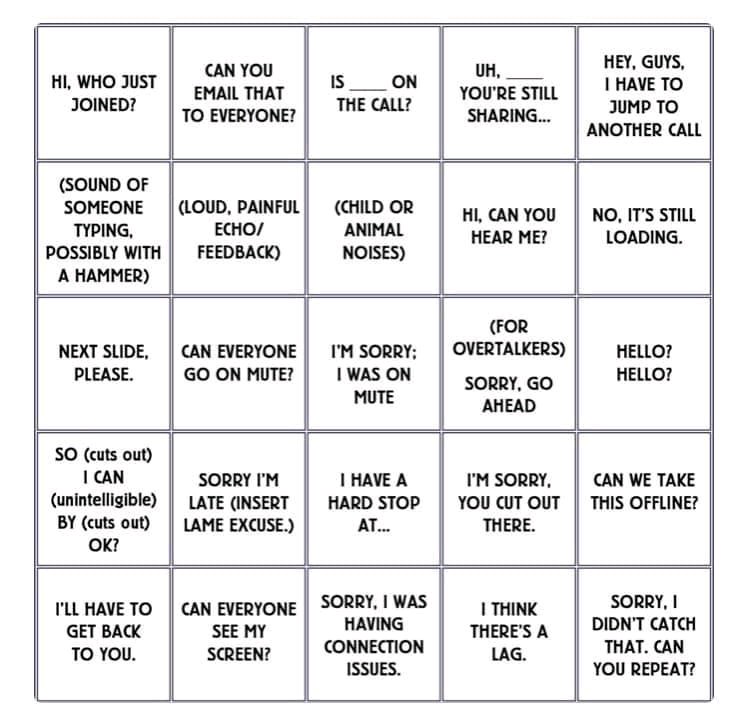 HI, WHO JUST
JOINED?
CAN YOU
EMAIL THAT
TO EVERYONE?
IS ____ ON
THE CALL?
UH, ____
YOU'RE STILL
SHARING...
HEY, GUYS,
I HAVE TO
JUMP TO
ANOTHER CALL
(SOUND OF
SOMEONE
TYPING,
POSSIBLY WITH
A HAMMER)
(LOUD, PAINFUL
ECHO/
FEEDBACK)
(CHILD OR
ANIMAL
NOISES)
HI, CAN YOU
HEAR ME?
NO, IT'S STILL
LOADING.
NEXT SLIDE,
PLEASE.
CAN EVERYONE
GO ON MUTE?
I'M SORRY;
I WAS ON
MUTE
(FOR
OVERTALKERS)
SORRY, GO
AHEAD
HELLO?
HELLO?
SO (cuts out)
I CAN
(unintelligible)
BY (cuts out)
OK?
SORRY I'M
LATE (INSERT
LAME EXCUSE.)
I HAVE A
HARD STOP
AT...
I'M SORRY,
YOU CUT OUT
THERE.
CAN WE TAKE
THIS OFFLINE?
I'LL HAVE TO
GET BACK
TO YOU.
CAN EVERYONE
SEE MY
SCREEN?
SORRY, I WAS
HAVING
CONNECTION
ISSUES.
I THINK
THERE'S A
LAG.
SORRY, I
DIDN'T CATCH
THAT. CAN
YOU REPEAT?